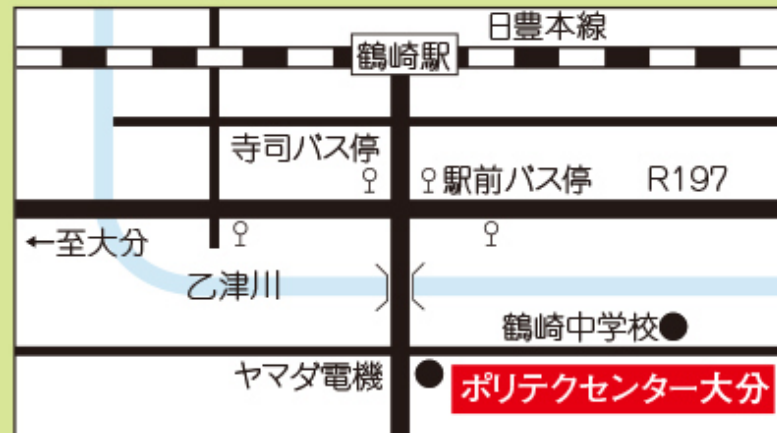 日豊本線
鶴崎駅
寺司バス停
駅前バス停
R197
←至大分
乙津川
鶴崎中学校●
ヤマダ電機
●
ポリテクセンター大分